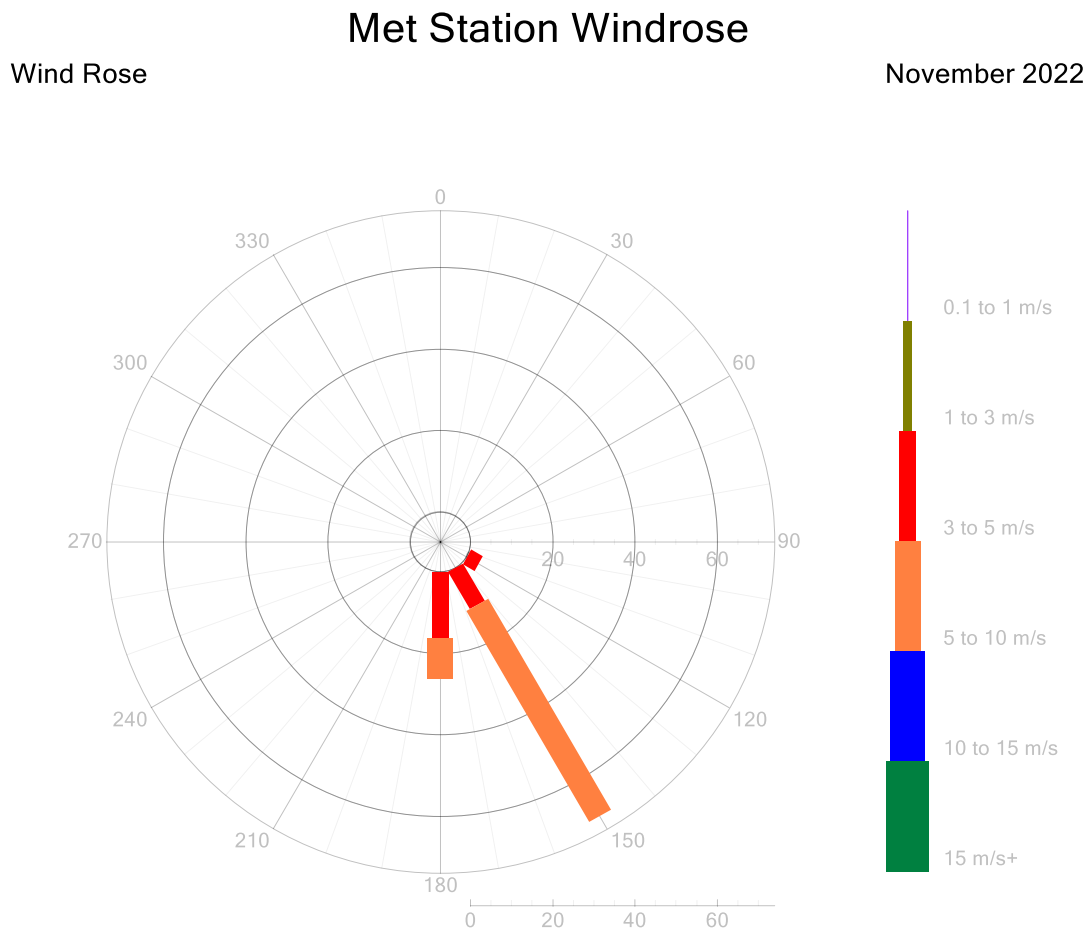 Met Station Windrose
Wind Rose
November 2022
0
330
30
300
60
0.1 to 1 m/s
1 to 3 m/s
3 to 5 m/s
270
90
20
40
60
5 to 10 m/s
240
120
10 to 15 m/s
210
150
15 m/s+
180
0
20
40
60